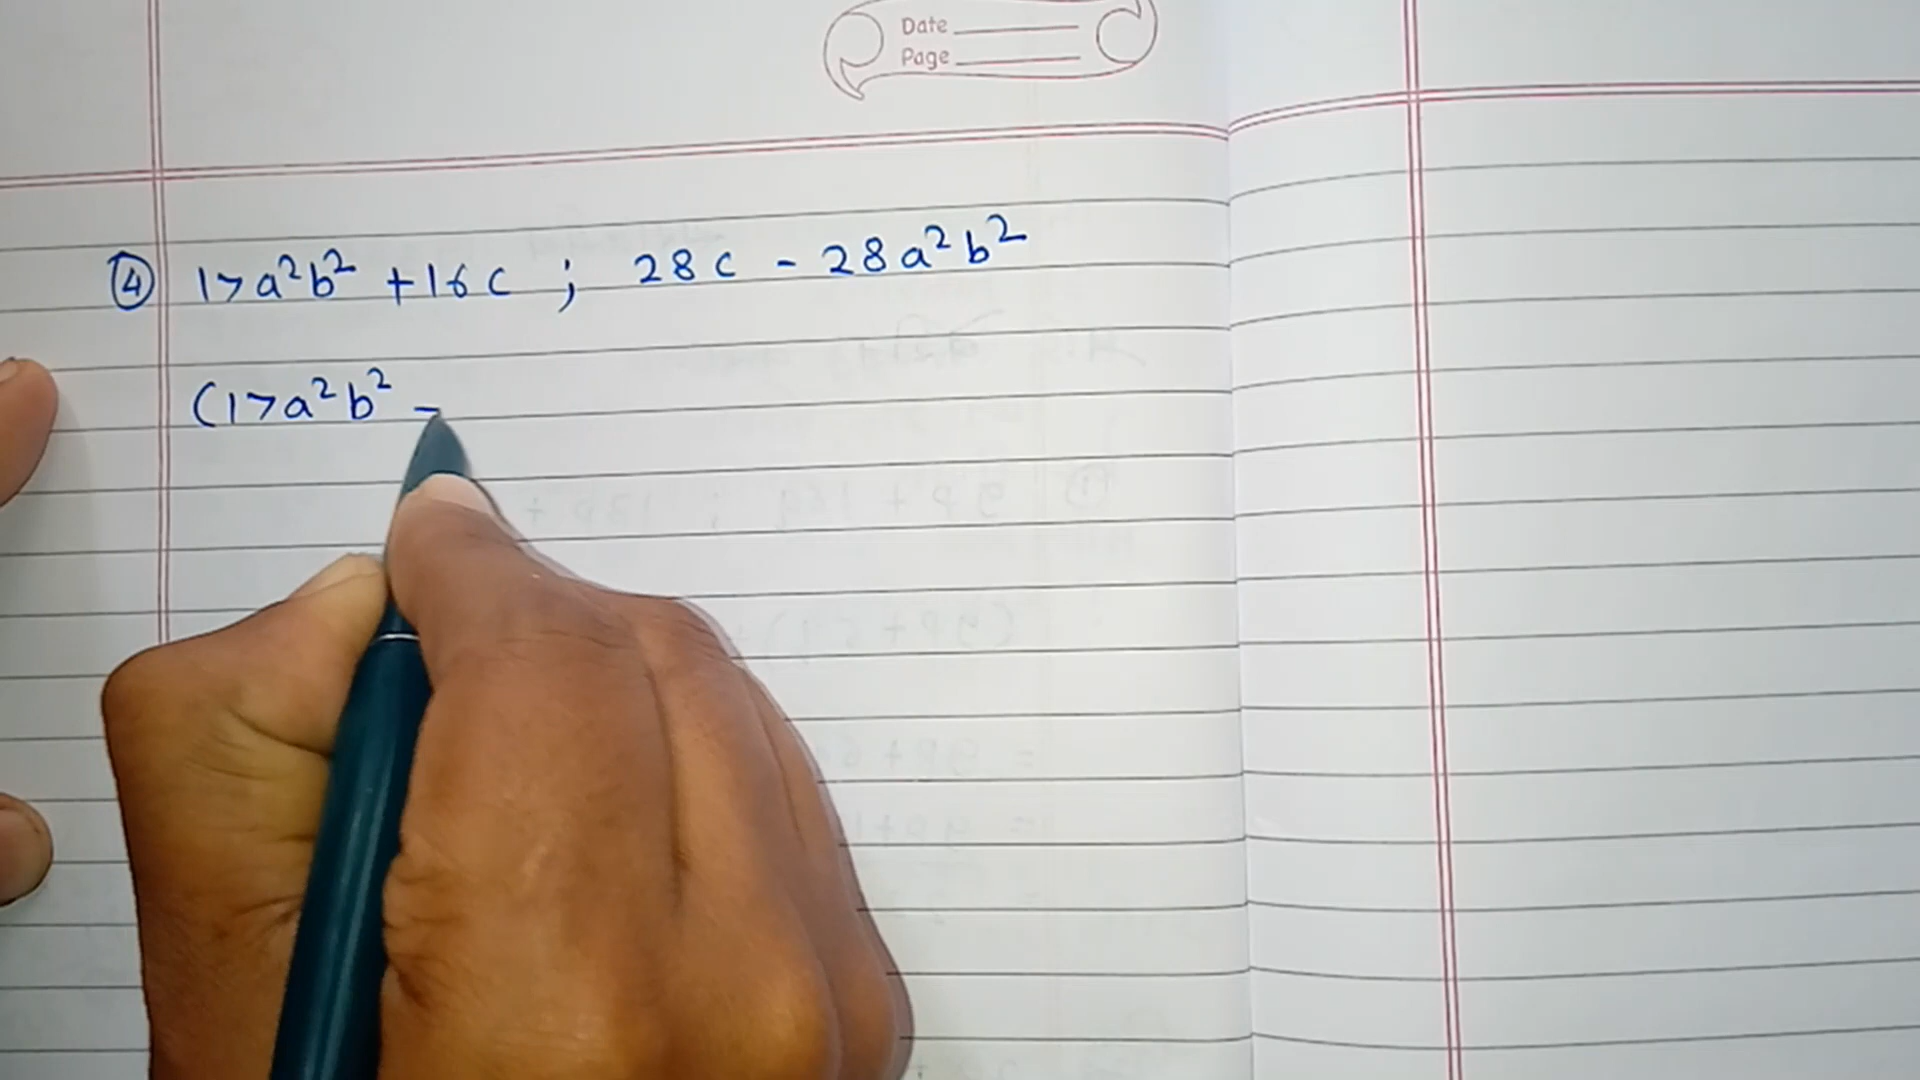 Date
Page
④ 17a²b² + 16c ; 28c - 28a²b²
(17a²b² -